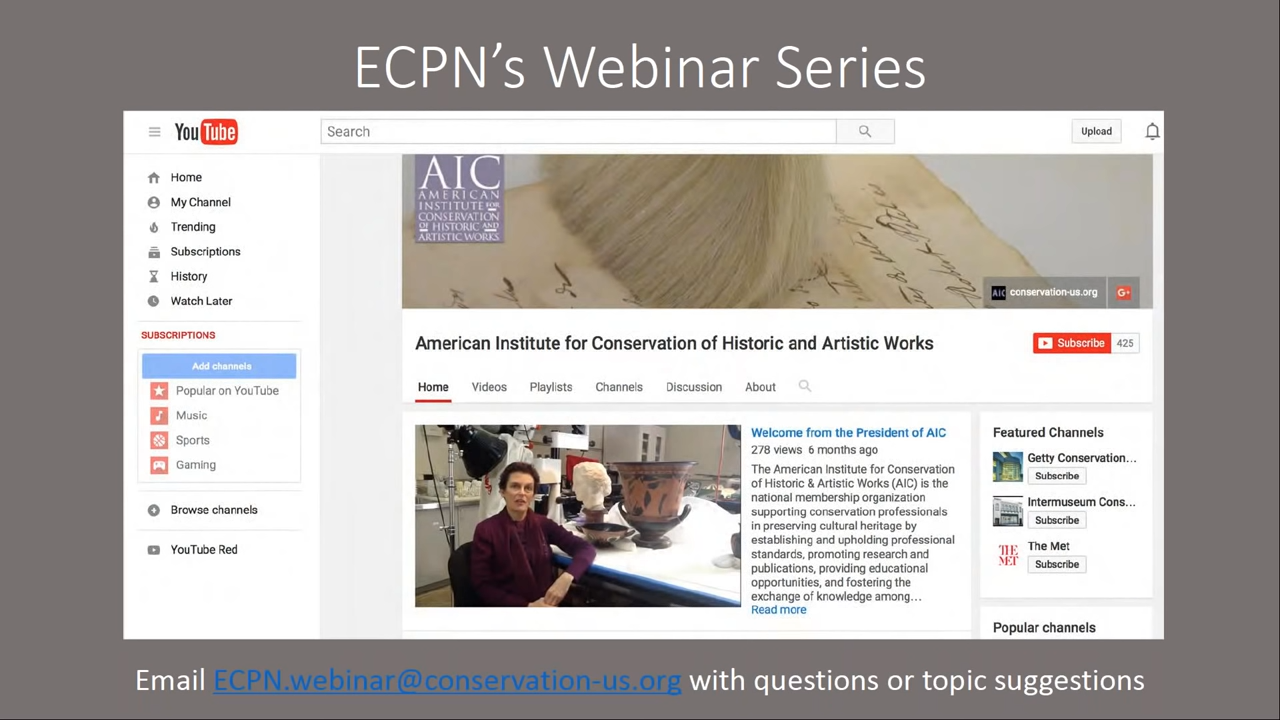 ECPN's Webinar Series
YouTube
Search
Upload
Home
My Channel
Trending
Subscriptions
History
Watch Later
SUBSCRIPTIONS
Add channels
Popular on YouTube
Music
Sports
Gaming
Browse channels
YouTube Red
AIC
AMERICAN
INSTITUTE FOR
CONSERVATION
OF HISTORIC AND
ARTISTIC WORKS
AIC conservation-us.org G+
American Institute for Conservation of Historic and Artistic Works
Subscribe 425
Home Videos Playlists Channels Discussion About
Welcome from the President of AIC
278 views 6 months ago
The American Institute for Conservation
of Historic & Artistic Works (AIC) is the
national membership organization
supporting conservation professionals
in preserving cultural heritage by
establishing and upholding professional
standards, promoting research and
publications, providing educational
opportunities, and fostering the
exchange of knowledge among...
Read more
Featured Channels
Getty Conservation...
Subscribe
Intermuseum Cons...
Subscribe
THE
MET
The Met
Subscribe
Popular channels
Email ECPN.webinar@conservation-us.org with questions or topic suggestions